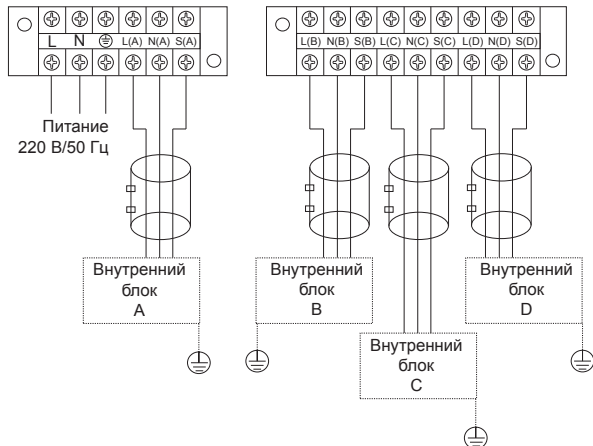 L N L(A) N(A) S(A)
L(B) N(B) S(B) L(C) N(C) S(C) L(D) N(D) S(D)
Питание
220 В/50 Гц
Внутренний
блок
A
Внутренний
блок
B
Внутренний
блок
C
Внутренний
блок
D